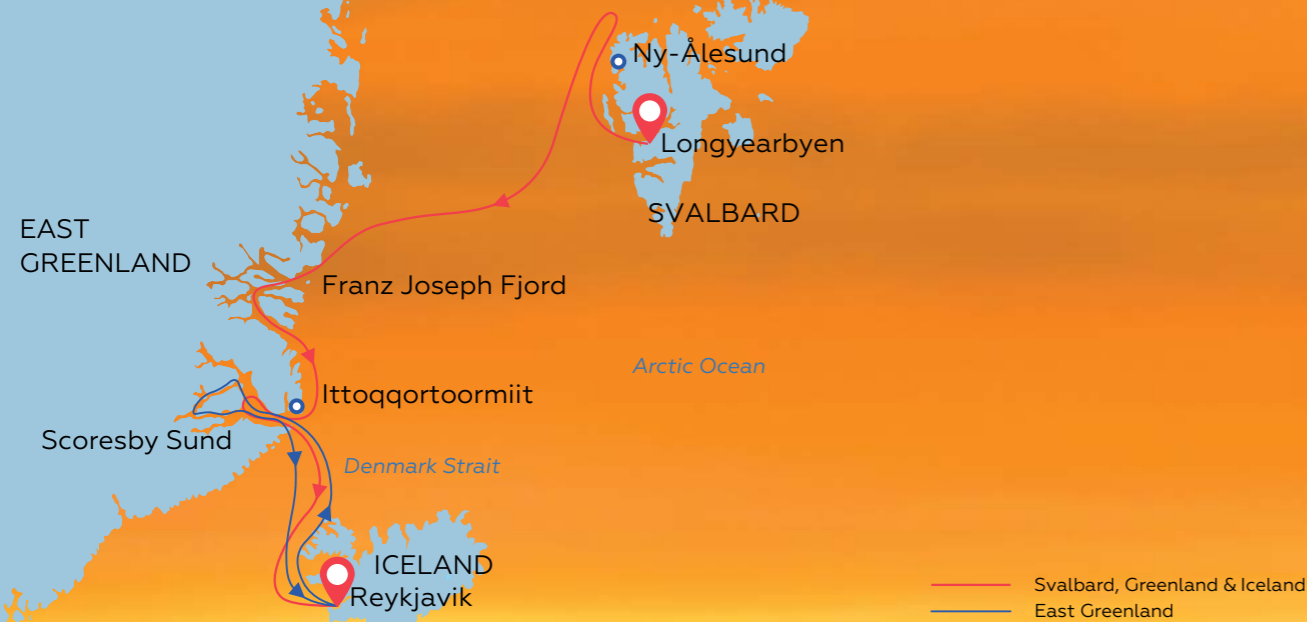 Ny-Ålesund
Longyearbyen
SVALBARD
EAST
GREENLAND
Franz Joseph Fjord
Arctic Ocean
Ittoqqortoormiit
Scoresby Sund
Denmark Strait
ICELAND
Reykjavik
Svalbard, Greenland & Iceland
East Greenland